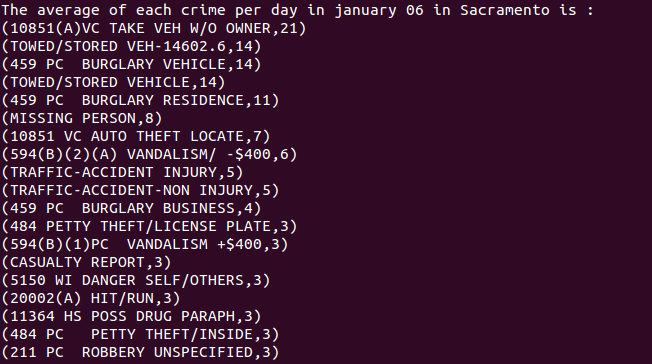 The average of each crime per day in january 06 in Sacramento is :
(10851(A)VC TAKE VEH W/O OWNER,21)
(TOWED/STORED VEH-14602.6,14)
(459 PC  BURGLARY VEHICLE,14)
(TOWED/STORED VEHICLE,14)
(459 PC  BURGLARY RESIDENCE,11)
(MISSING PERSON,8)
(10851 VC AUTO THEFT LOCATE,7)
(594(B)(2)(A) VANDALISM/ -$400,6)
(TRAFFIC-ACCIDENT INJURY,5)
(TRAFFIC-ACCIDENT-NON INJURY,5)
(459 PC  BURGLARY BUSINESS,4)
(484 PETTY THEFT/LICENSE PLATE,3)
(594(B)(1)PC  VANDALISM +$400,3)
(CASUALTY REPORT,3)
(5150 WI DANGER SELF/OTHERS,3)
(20002(A) HIT/RUN,3)
(11364 HS POSS DRUG PARAPH,3)
(484 PC   PETTY THEFT/INSIDE,3)
(211 PC  ROBBERY UNSPECIFIED,3)